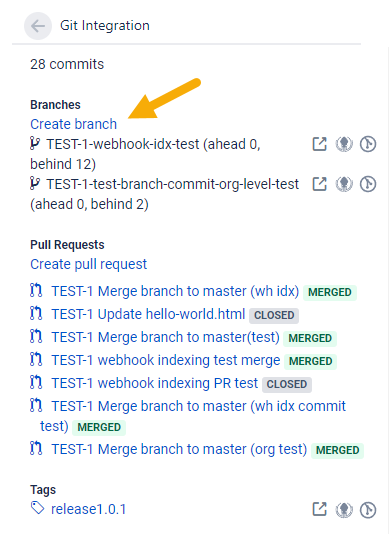 Git Integration
28 commits
Branches
Create branch
TEST-1-webhook-idx-test (ahead 0,
behind 12)
TEST-1-test-branch-commit-org-level-test
(ahead 0, behind 2)
Pull Requests
Create pull request
TEST-1 Merge branch to master (wh idx) MERGED
TEST-1 Update hello-world.html CLOSED
TEST-1 Merge branch to master(test) MERGED
TEST-1 webhook indexing test merge MERGED
TEST-1 webhook indexing PR test CLOSED
TEST-1 Merge branch to master (wh idx commit
test) MERGED
TEST-1 Merge branch to master (org test) MERGED
Tags
release1.0.1